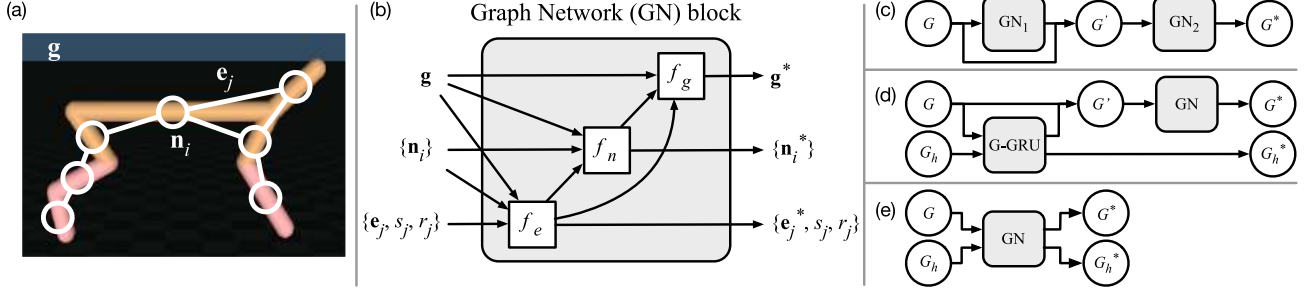 (a)
g
e_j
n_i
(b)
Graph Network (GN) block
g
f_g
g*
{n_i}
f_n
{n_i*}
{e_j, s_j, r_j}
f_e
{e_j*, s_j, r_j}
(c)
G
GN_1
G'
GN_2
G*
(d)
G
G'
GN
G*
G_h
G-GRU
G_h*
(e)
G
G*
GN
G_h
G_h*